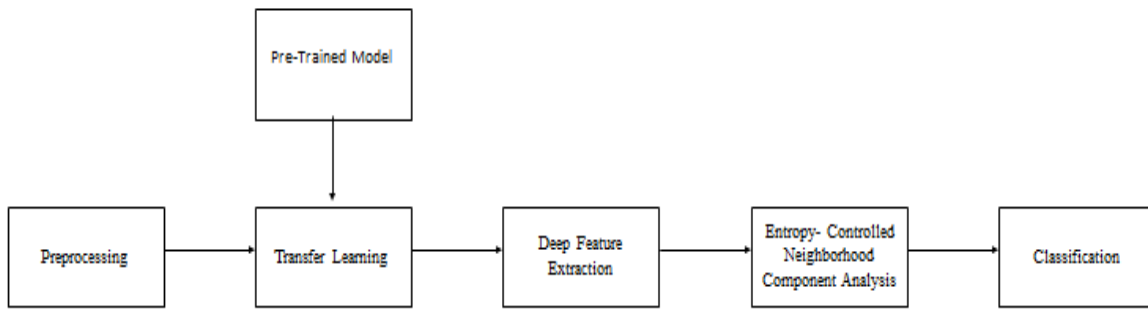 Pre-Trained Model
Preprocessing
Transfer Learning
Deep Feature
Extraction
Entropy- Controlled
Neighborhood
Component Analysis
Classification